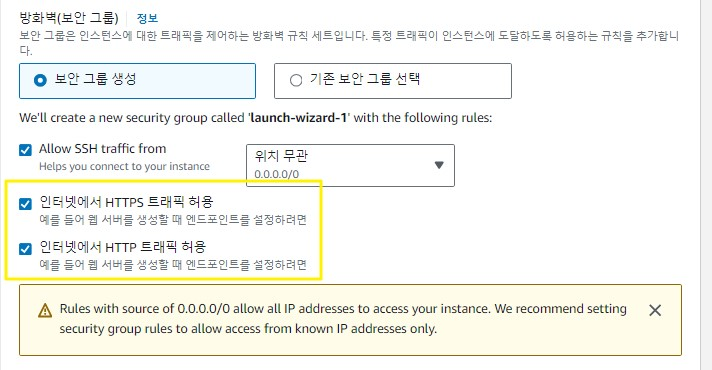 방화벽(보안 그룹) 정보
보안 그룹은 인스턴스에 대한 트래픽을 제어하는 방화벽 규칙 세트입니다. 특정 트래픽이 인스턴스에 도달하도록 허용하는 규칙을 추가합니
다.
보안 그룹 생성 기존 보안 그룹 선택
We'll create a new security group called 'launch-wizard-1' with the following rules:
Allow SSH traffic from
Helps you connect to your instance
위치 무관
0.0.0.0/0
인터넷에서 HTTPS 트래픽 허용
예를 들어 웹 서버를 생성할 때 엔드포인트를 설정하려면
인터넷에서 HTTP 트래픽 허용
예를 들어 웹 서버를 생성할 때 엔드포인트를 설정하려면
Rules with source of 0.0.0.0/0 allow all IP addresses to access your instance. We recommend setting
security group rules to allow access from known IP addresses only.